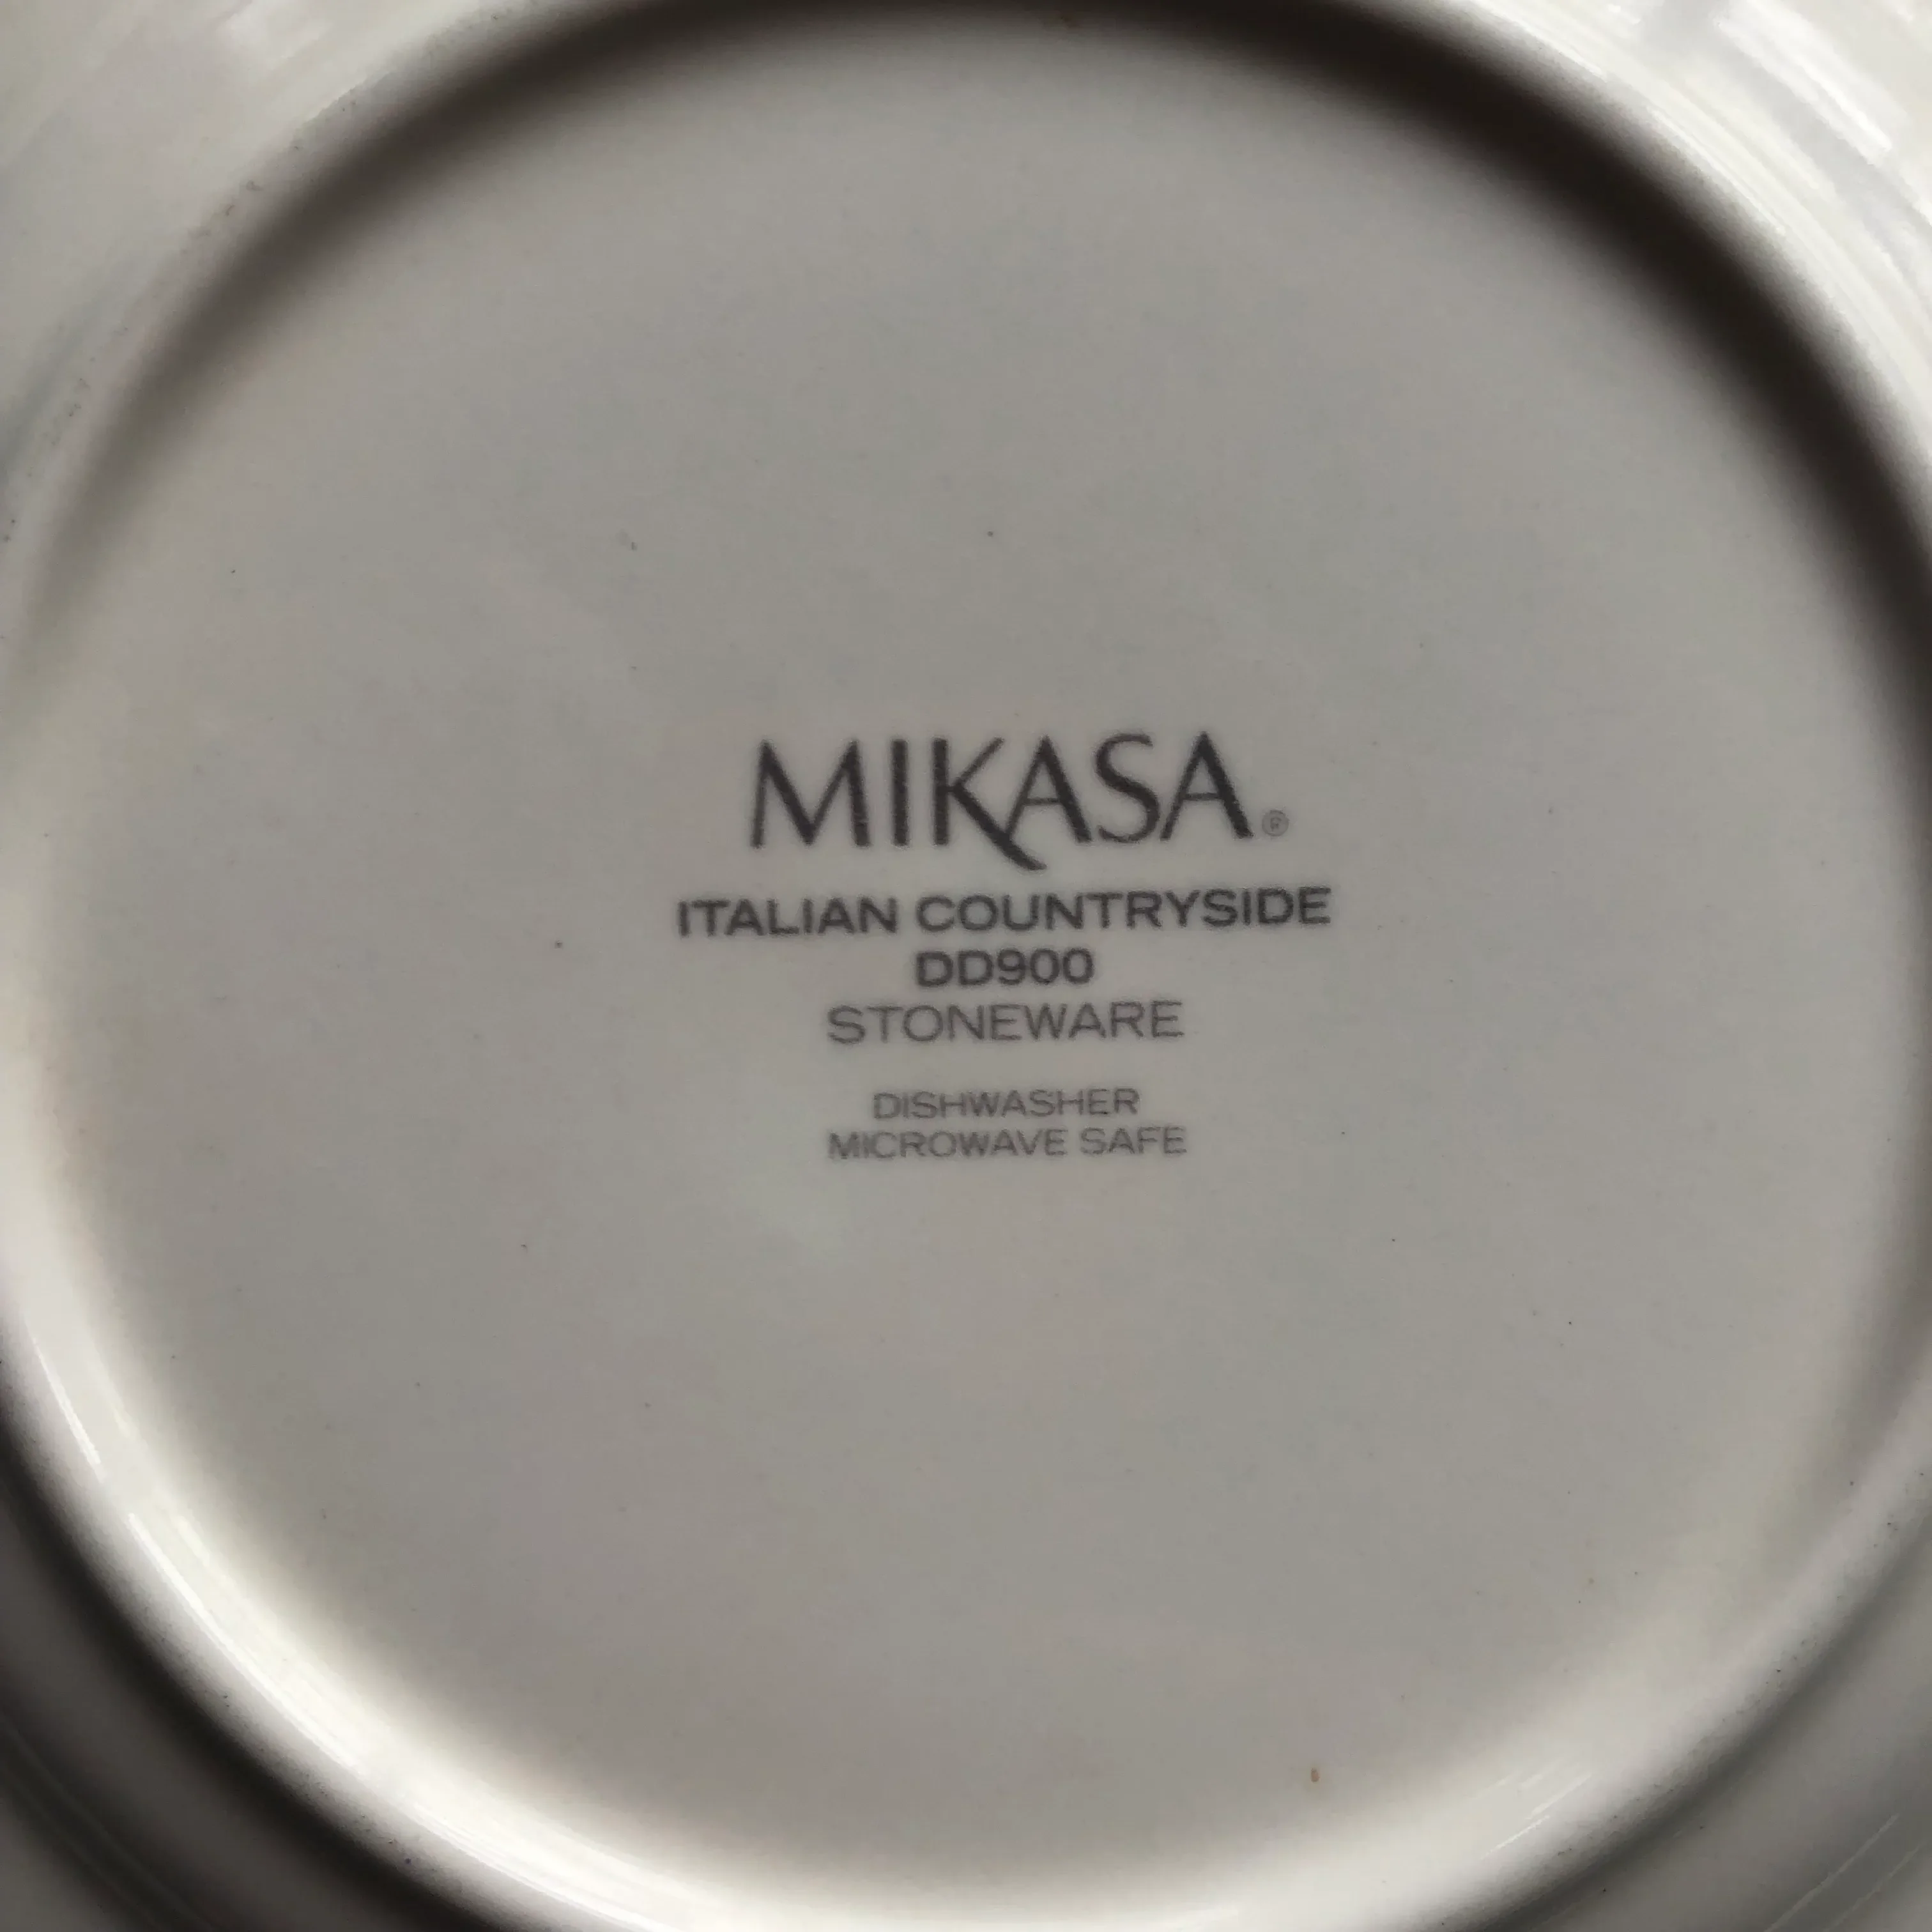 MIKASA®
ITALIAN COUNTRYSIDE
DD900
STONEWARE
DISHWASHER
MICROWAVE SAFE